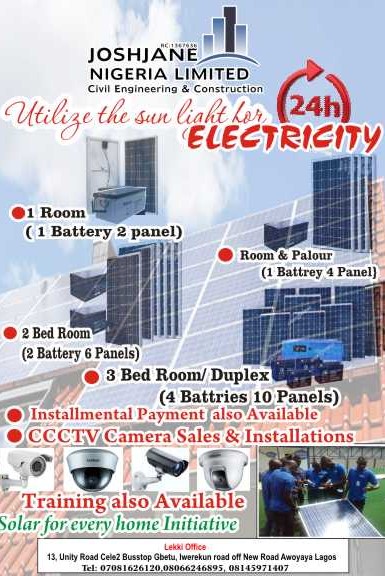 RC:1367656
JOSHJANE
NIGERIA LIMITED
Civil Engineering & Construction
Utilize the sun light for
24h
ELECTRICITY
1 Room
( 1 Battery 2 panel)
Room & Palour
(1 Battrey 4 Panel)
2 Bed Room
(2 Battery 6 Panels)
3 Bed Room/ Duplex
(4 Battries 10 Panels)
Installmental Payment also Available
CCCTV Camera Sales & Installations
Training also Available
Solar for every home Initiative
Lekki Office
13, Unity Road Cele2 Busstop Gbetu, Iwerekun road off New Road Awoyaya Lagos
Tel: 07081626120,08066246895, 08145971407